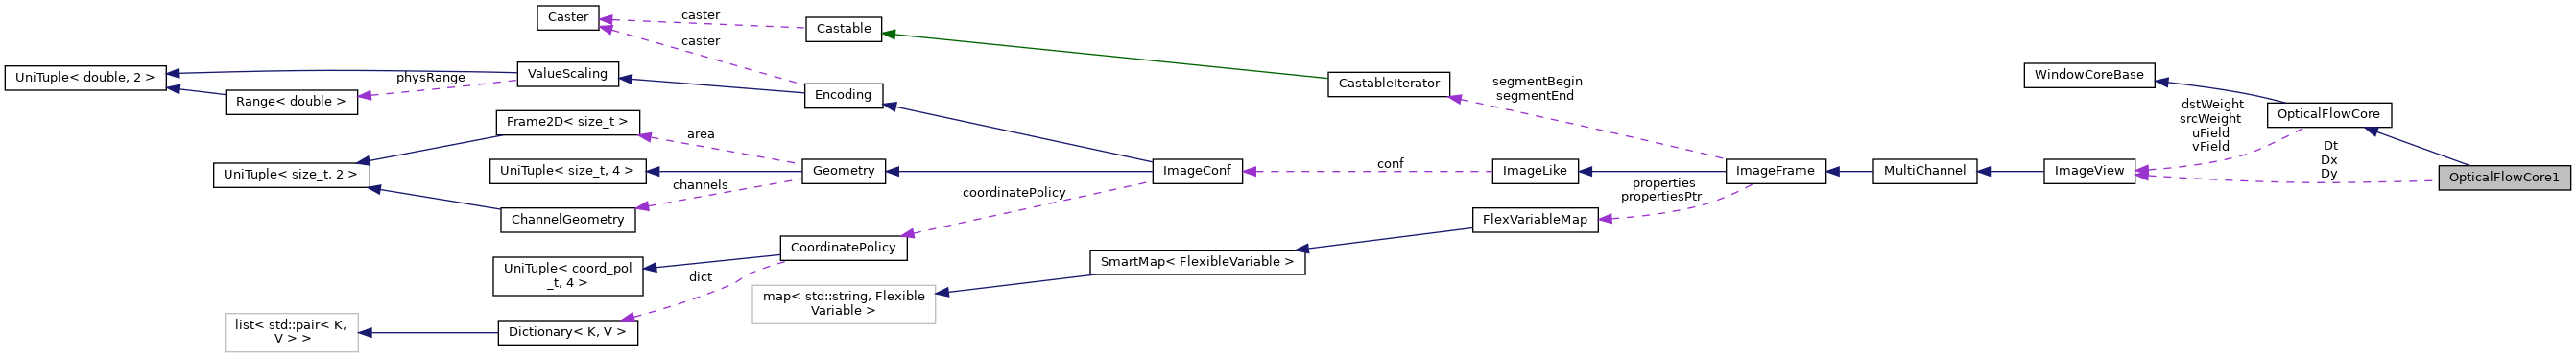 Caster
caster
Castable
caster
UniTuple< double, 2 >
physRange
ValueScaling
Range< double >
Encoding
CastableIterator
segmentBegin
segmentEnd
WindowCoreBase
dstWeight
srcWeight
uField
vField
OpticalFlowCore
Frame2D< size_t >
area
UniTuple< size_t, 2 >
UniTuple< size_t, 4 >
channels
ChannelGeometry
Geometry
coordinatePolicy
ImageConf
conf
ImageLike
properties
propertiesPtr
ImageFrame
MultiChannel
ImageView
Dt
Dx
Dy
OpticalFlowCore1
FlexVariableMap
CoordinatePolicy
SmartMap< FlexibleVariable >
UniTuple< coord_pol
_t, 4 >
dict
map< std::string, Flexible
Variable >
list< std::pair< K,
V > >
Dictionary< K, V >